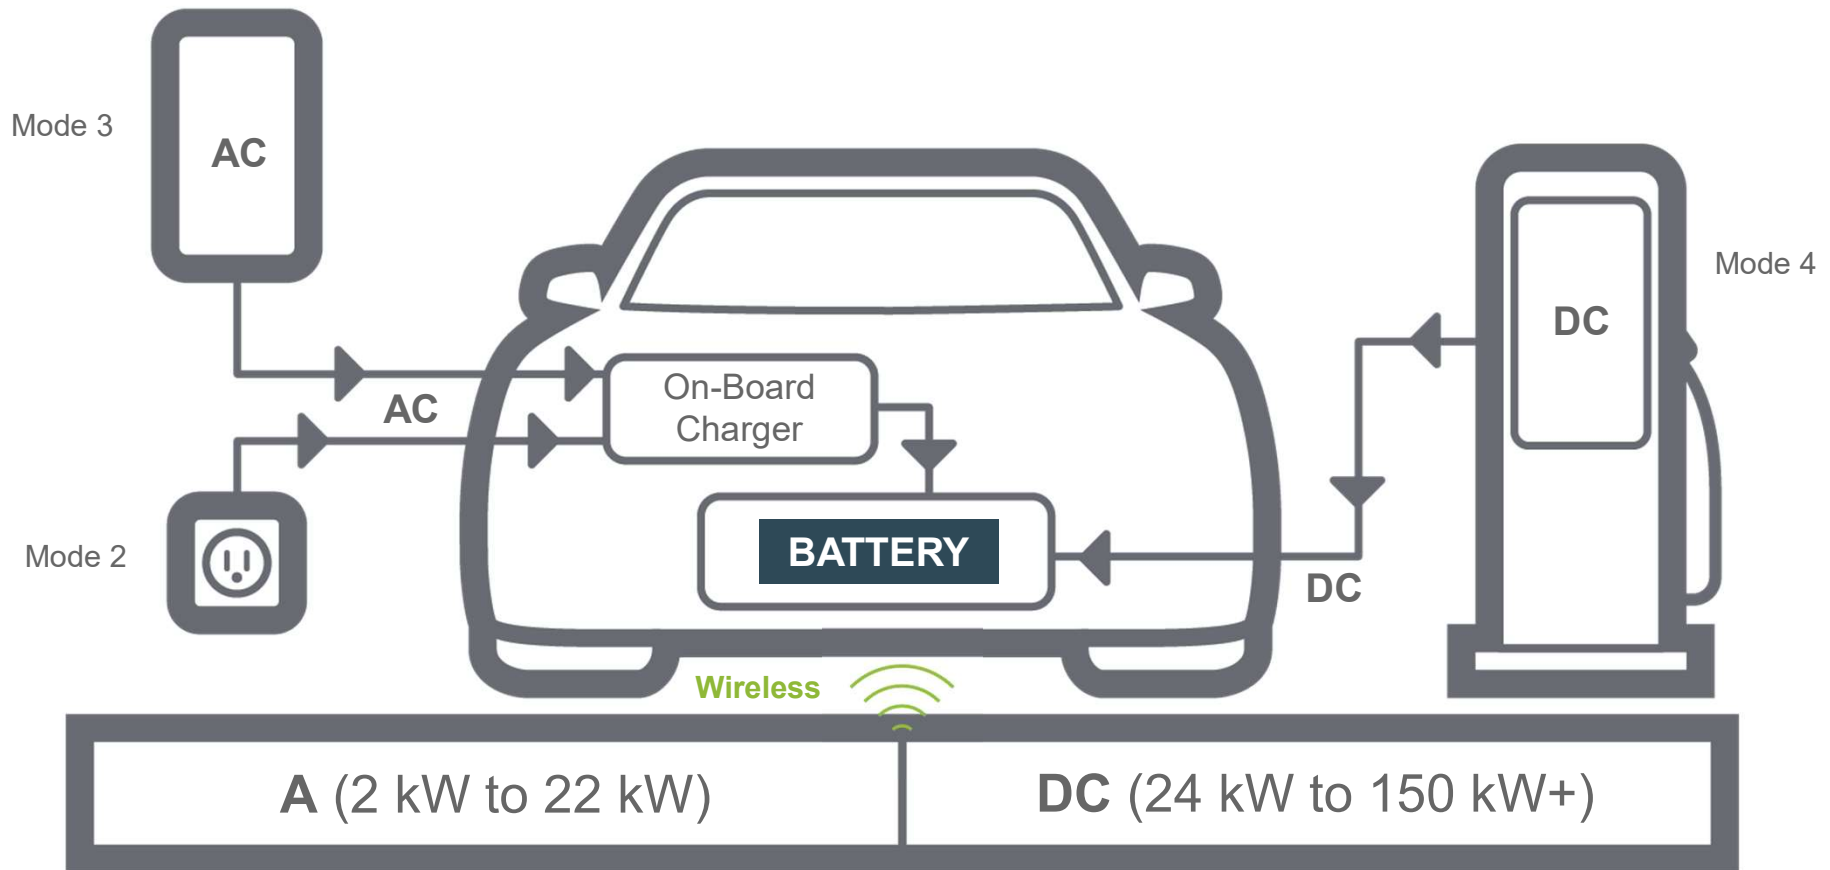 Mode 3
AC
Mode 4
DC
On-Board
Charger
AC
BATTERY
Mode 2
DC
Wireless
A (2 kW to 22 kW)
DC (24 kW to 150 kW+)